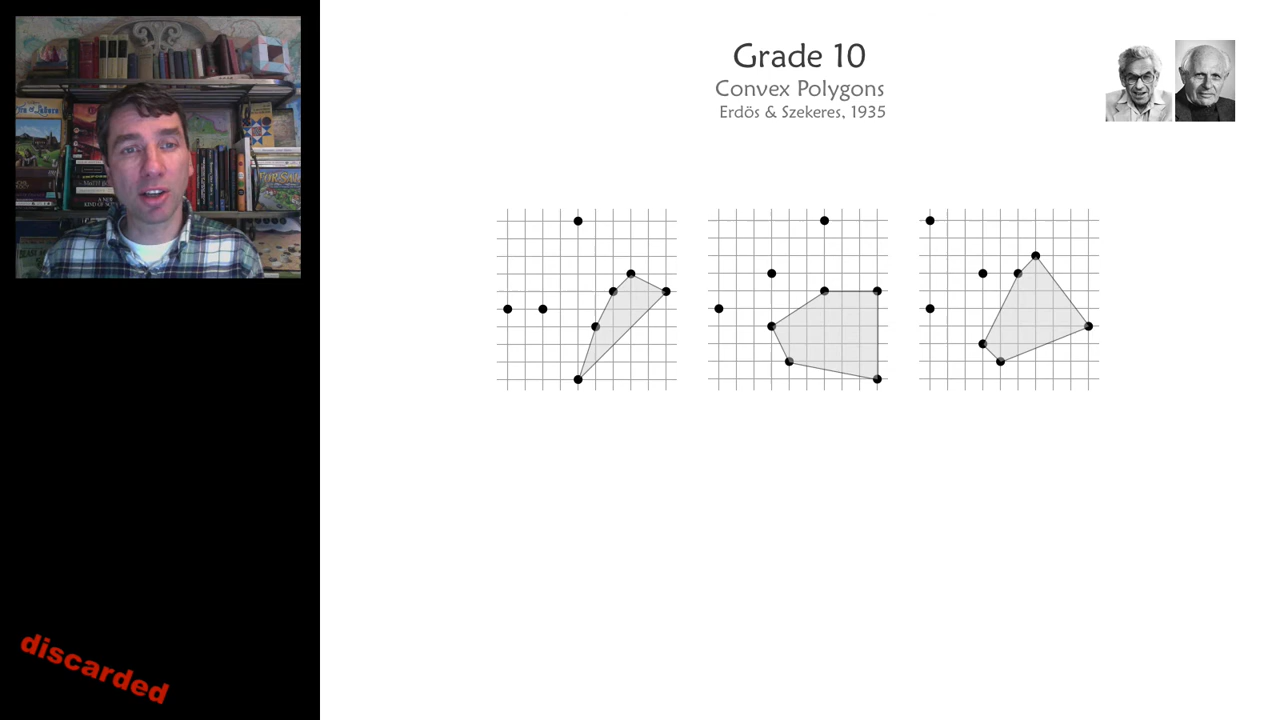 Grade 10
Convex Polygons
Erdös & Szekeres, 1935
discarded